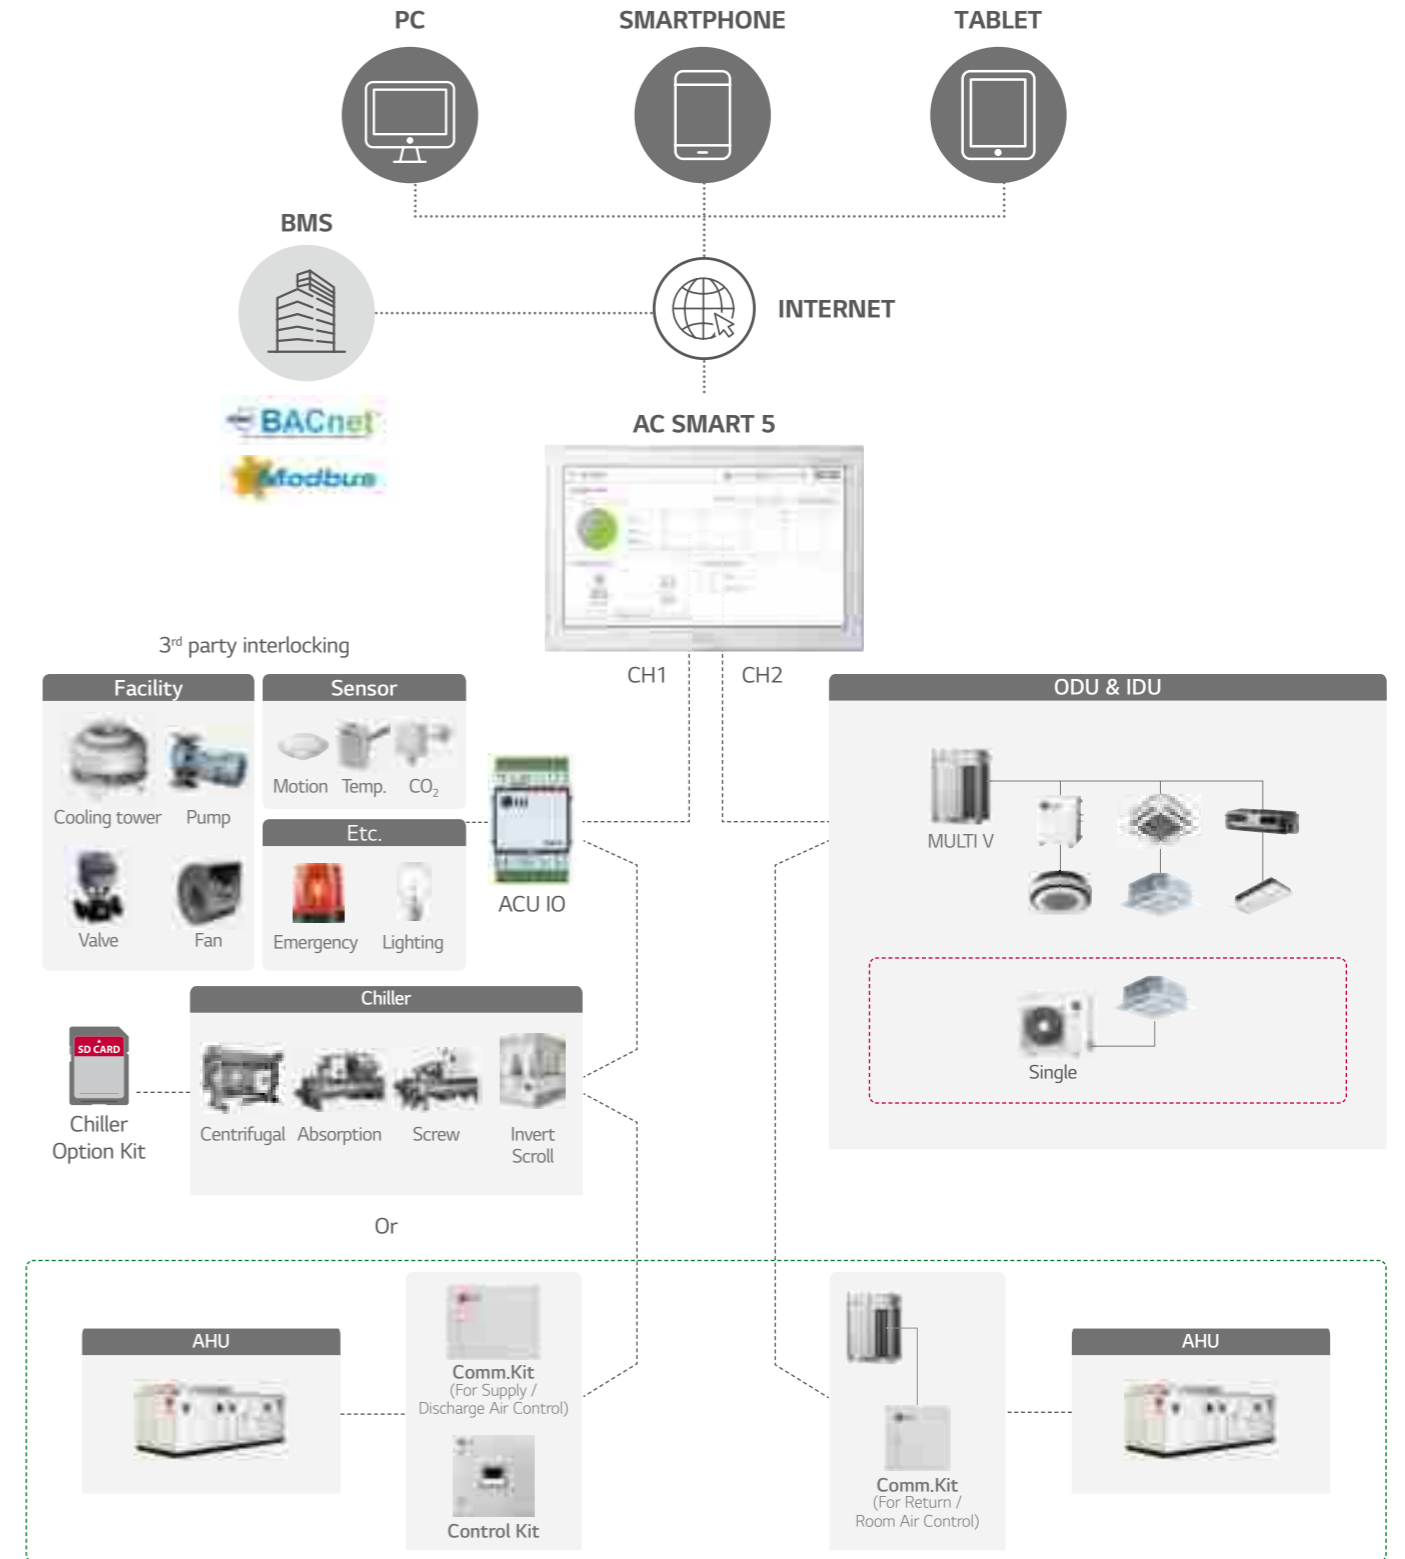 PC
SMARTPHONE
TABLET
BMS
INTERNET
BACnet
Modbus
AC SMART 5
3rd party interlocking
CH1
CH2
Facility
Sensor
ODU & IDU
Motion
Temp.
CO₂
Cooling tower
Pump
Etc.
MULTI V
Valve
Fan
Emergency
Lighting
ACU IO
Chiller
SD CARD
Single
Chiller
Option Kit
Centrifugal
Absorption
Screw
Invert
Scroll
Or
AHU
Comm.Kit
(For Supply /
Discharge Air Control)
Control Kit
Comm.Kit
(For Return /
Room Air Control)
AHU